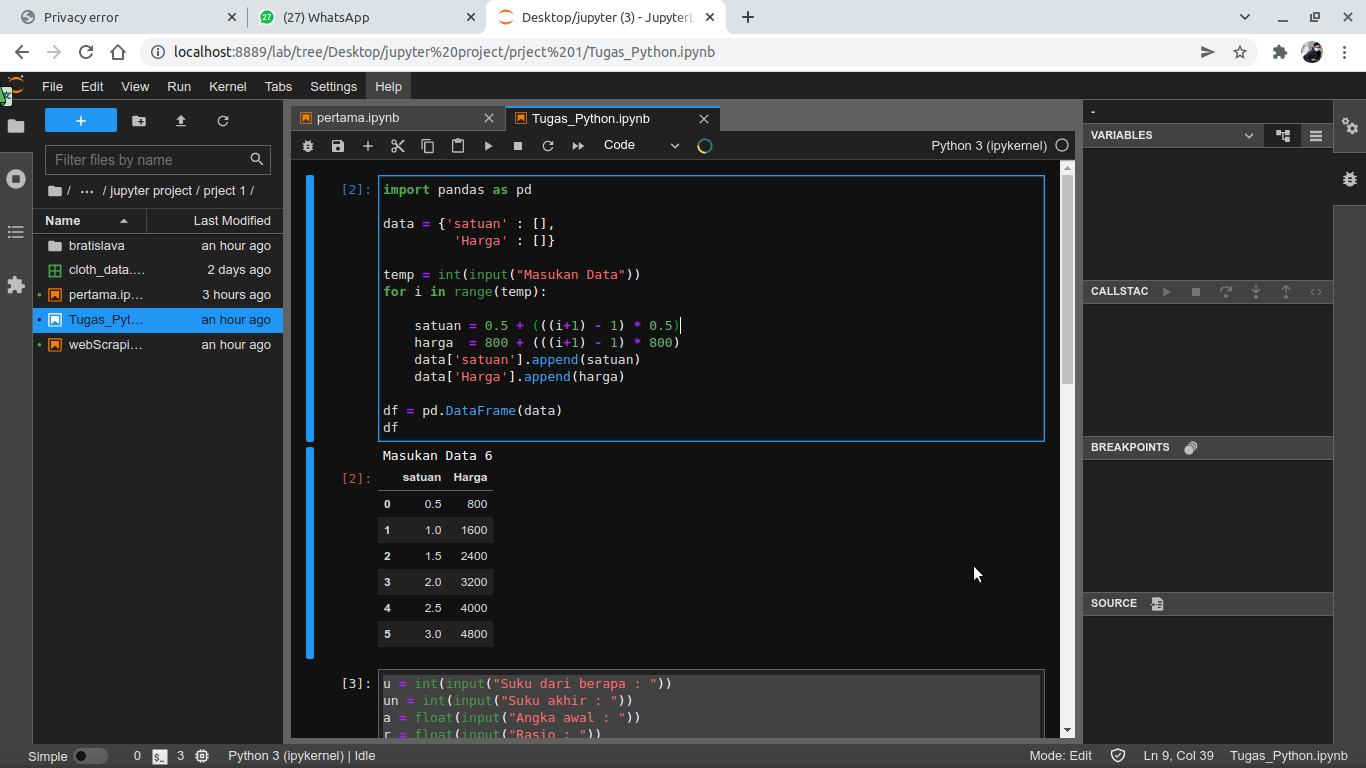 Privacy error
27
(27) WhatsApp
Desktop/jupyter (3) - JupyterL
localhost:8889/lab/tree/Desktop/jupyter%20project/prject%201/Tugas_Python.ipynb
File Edit View Run Kernel Tabs Settings Help
Filter files by name
/ ··· / jupyter project / prject 1 /
Name Last Modified
bratislava an hour ago
cloth_data.... 2 days ago
pertama.ip... 3 hours ago
Tugas_Pyt... an hour ago
webScrapi... an hour ago
pertama.ipynb
Tugas_Python.ipynb
Code
Python 3 (ipykernel)
[2]:
import pandas as pd
data = {'satuan' : [],
'Harga' : []}
temp = int(input("Masukan Data"))
for i in range(temp):
satuan = 0.5 + (((i+1) - 1) * 0.5)
harga  = 800 + (((i+1) - 1) * 800)
data['satuan'].append(satuan)
data['Harga'].append(harga)
df = pd.DataFrame(data)
df
Masukan Data 6
[2]:
satuan Harga
0 0.5 800
1 1.0 1600
2 1.5 2400
3 2.0 3200
4 2.5 4000
5 3.0 4800
[3]:
u = int(input("Suku dari berapa : "))
un = int(input("Suku akhir : "))
a = float(input("Angka awal : "))
r = float(input("Rasio : "))
-
VARIABLES
CALLSTAC
BREAKPOINTS
SOURCE
Simple 0 $_ 3 Python 3 (ipykernel) | Idle
Mode: Edit Ln 9, Col 39 Tugas_Python.ipynb